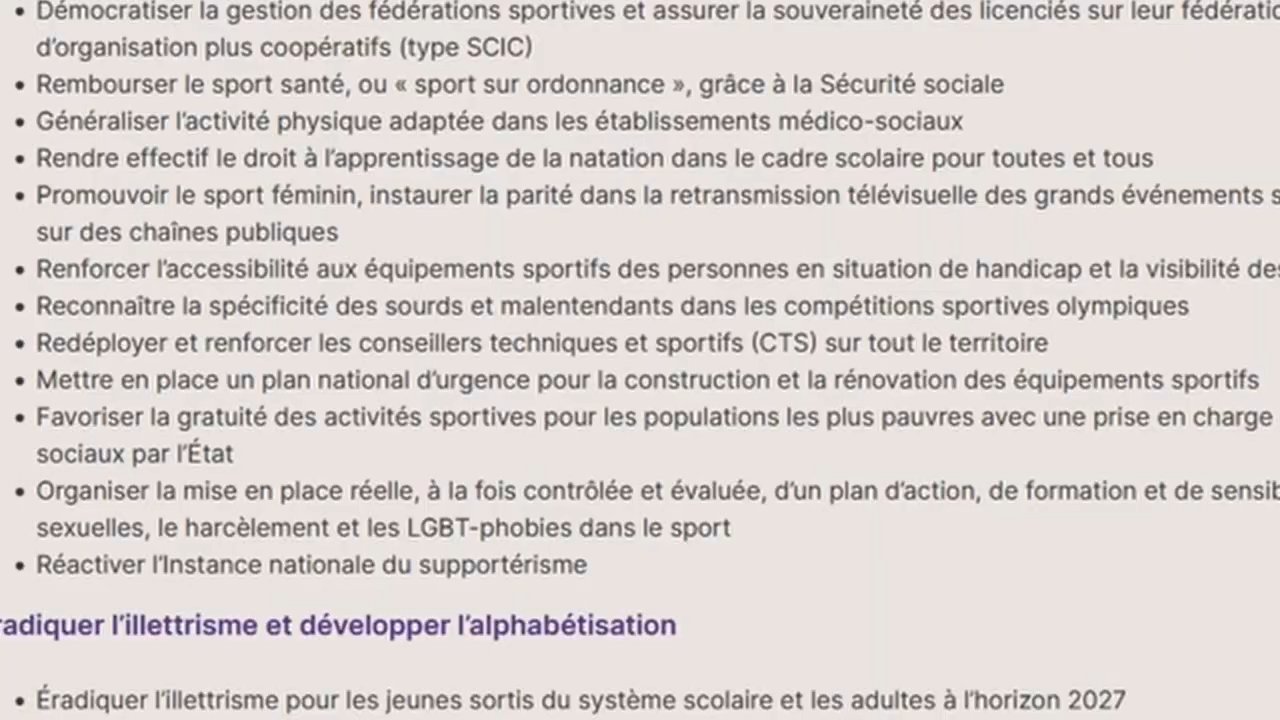 • Démocratiser la gestion des fédérations sportives et assurer la souveraineté des licenciés sur leur
d'organisation plus coopératifs (type SCIC)
• Rembourser le sport santé, ou « sport sur ordonnance », grâce à la Sécurité sociale
• Généraliser l'activité physique adaptée dans les établissements médico-sociaux
• Rendre effectif le droit à l'apprentissage de la natation dans le cadre scolaire pour toutes et tous
• Promouvoir le sport féminin, instaurer la parité dans la retransmission télévisuelle des grands événements
sur des chaînes publiques
• Renforcer l'accessibilité aux équipements sportifs des personnes en situation de handicap et la visibilité
• Reconnaître la spécificité des sourds et malentendants dans les compétitions sportives olympiques
• Redéployer et renforcer les conseillers techniques et sportifs (CTS) sur tout le territoire
• Mettre en place un plan national d'urgence pour la construction et la rénovation des équipements sportifs
• Favoriser la gratuité des activités sportives pour les populations les plus pauvres avec une prise en charge
sociaux par l'État
• Organiser la mise en place réelle, à la fois contrôlée et évaluée, d'un plan d'action, de formation et de
sexuelles, le harcèlement et les LGBT-phobies dans le sport
• Réactiver l'Instance nationale du supportérisme
radiquer l'illettrisme et développer l'alphabétisation
• Éradiquer l'illettrisme pour les jeunes sortis du système scolaire et les adultes à l'horizon 2027